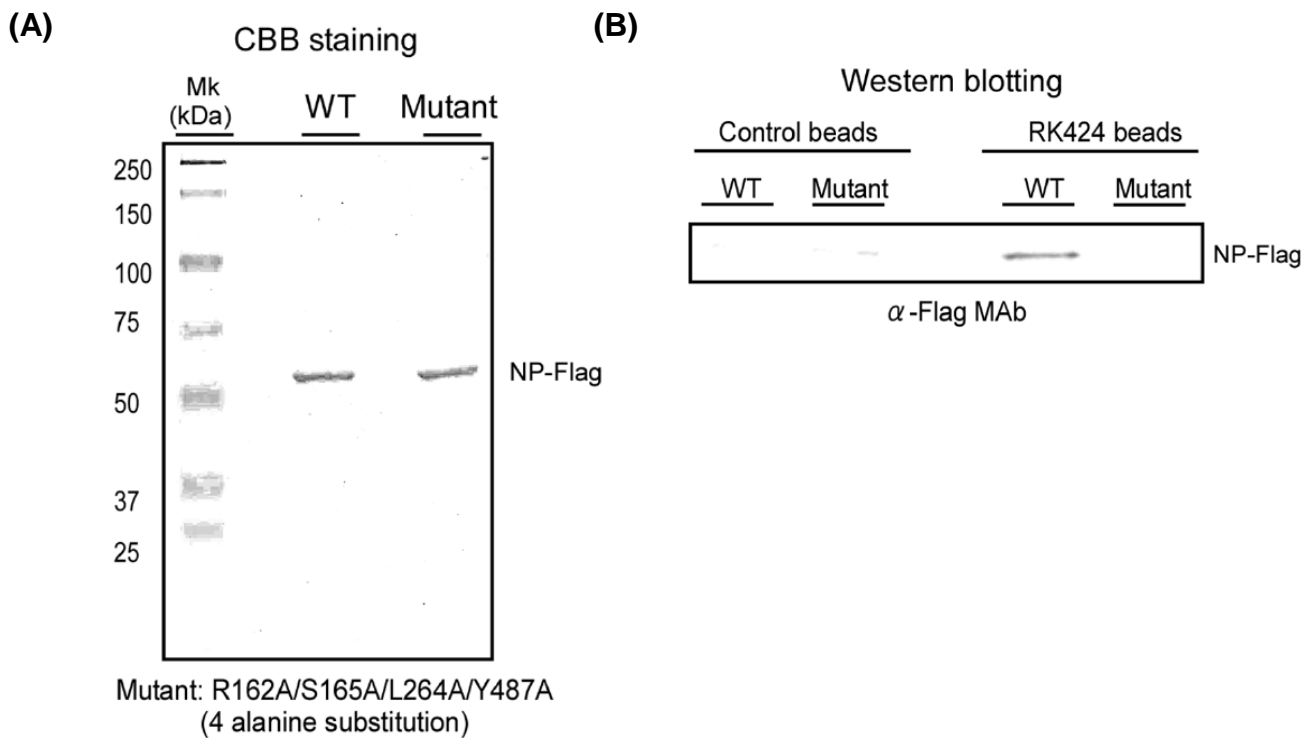 (A)
CBB staining
Mk
(kDa)
WT
Mutant
250
150
100
75
50
37
25
NP-Flag
Mutant: R162A/S165A/L264A/Y487A
(4 alanine substitution)
(B)
Western blotting
Control beads
RK424 beads
WT
Mutant
WT
Mutant
NP-Flag
α-Flag MAb